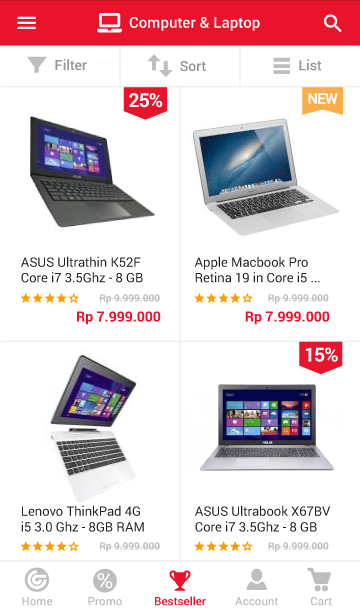 Computer & Laptop
Filter
Sort
List
25%
NEW
ASUS Ultrathin K52F
Core i7 3.5Ghz - 8 GB
Rp 9.999.000
Rp 7.999.000
Apple Macbook Pro
Retina 19 in Core i5 ...
Rp 9.999.000
Rp 7.999.000
15%
Lenovo ThinkPad 4G
i5 3.0 Ghz - 8GB RAM
Rp 9.999.000
ASUS Ultrabook X67BV
Core i7 3.5Ghz - 8 GB
Rp 9.999.000
Home
Promo
Bestseller
Account
Cart